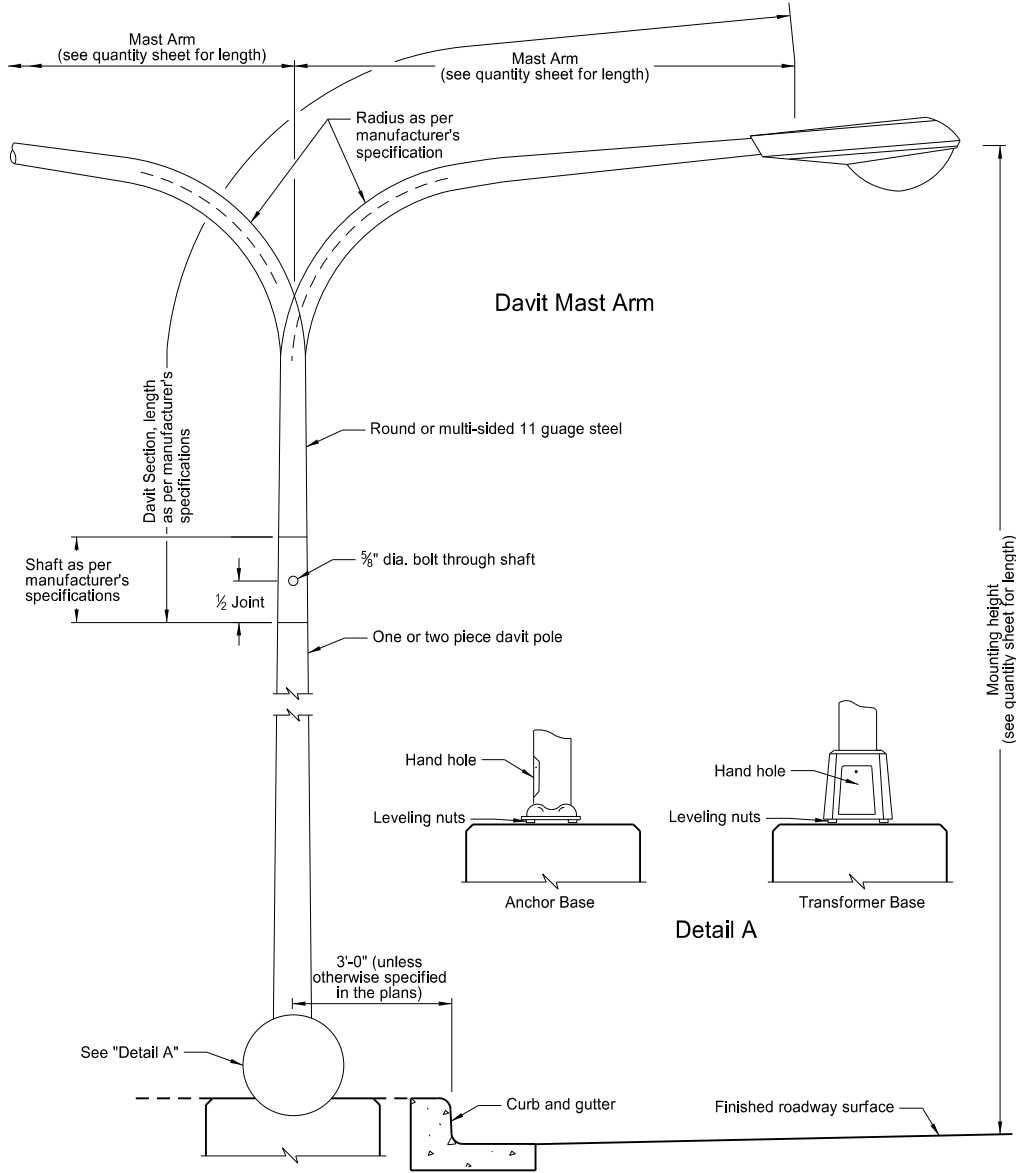 Mast Arm
(see quantity sheet for length)
Mast Arm
(see quantity sheet for length)
Radius as per
manufacturer's
specification
Davit Mast Arm
Davit Section, length
as per manufacturer's
specifications
Round or multi-sided 11 guage steel
Shaft as per
manufacturer's
specifications
⅝" dia. bolt through shaft
½ Joint
One or two piece davit pole
Mounting height
(see quantity sheet for length)
Hand hole
Leveling nuts
Anchor Base
Hand hole
Leveling nuts
Transformer Base
Detail A
3'-0" (unless
otherwise specified
in the plans)
See "Detail A"
Curb and gutter
Finished roadway surface